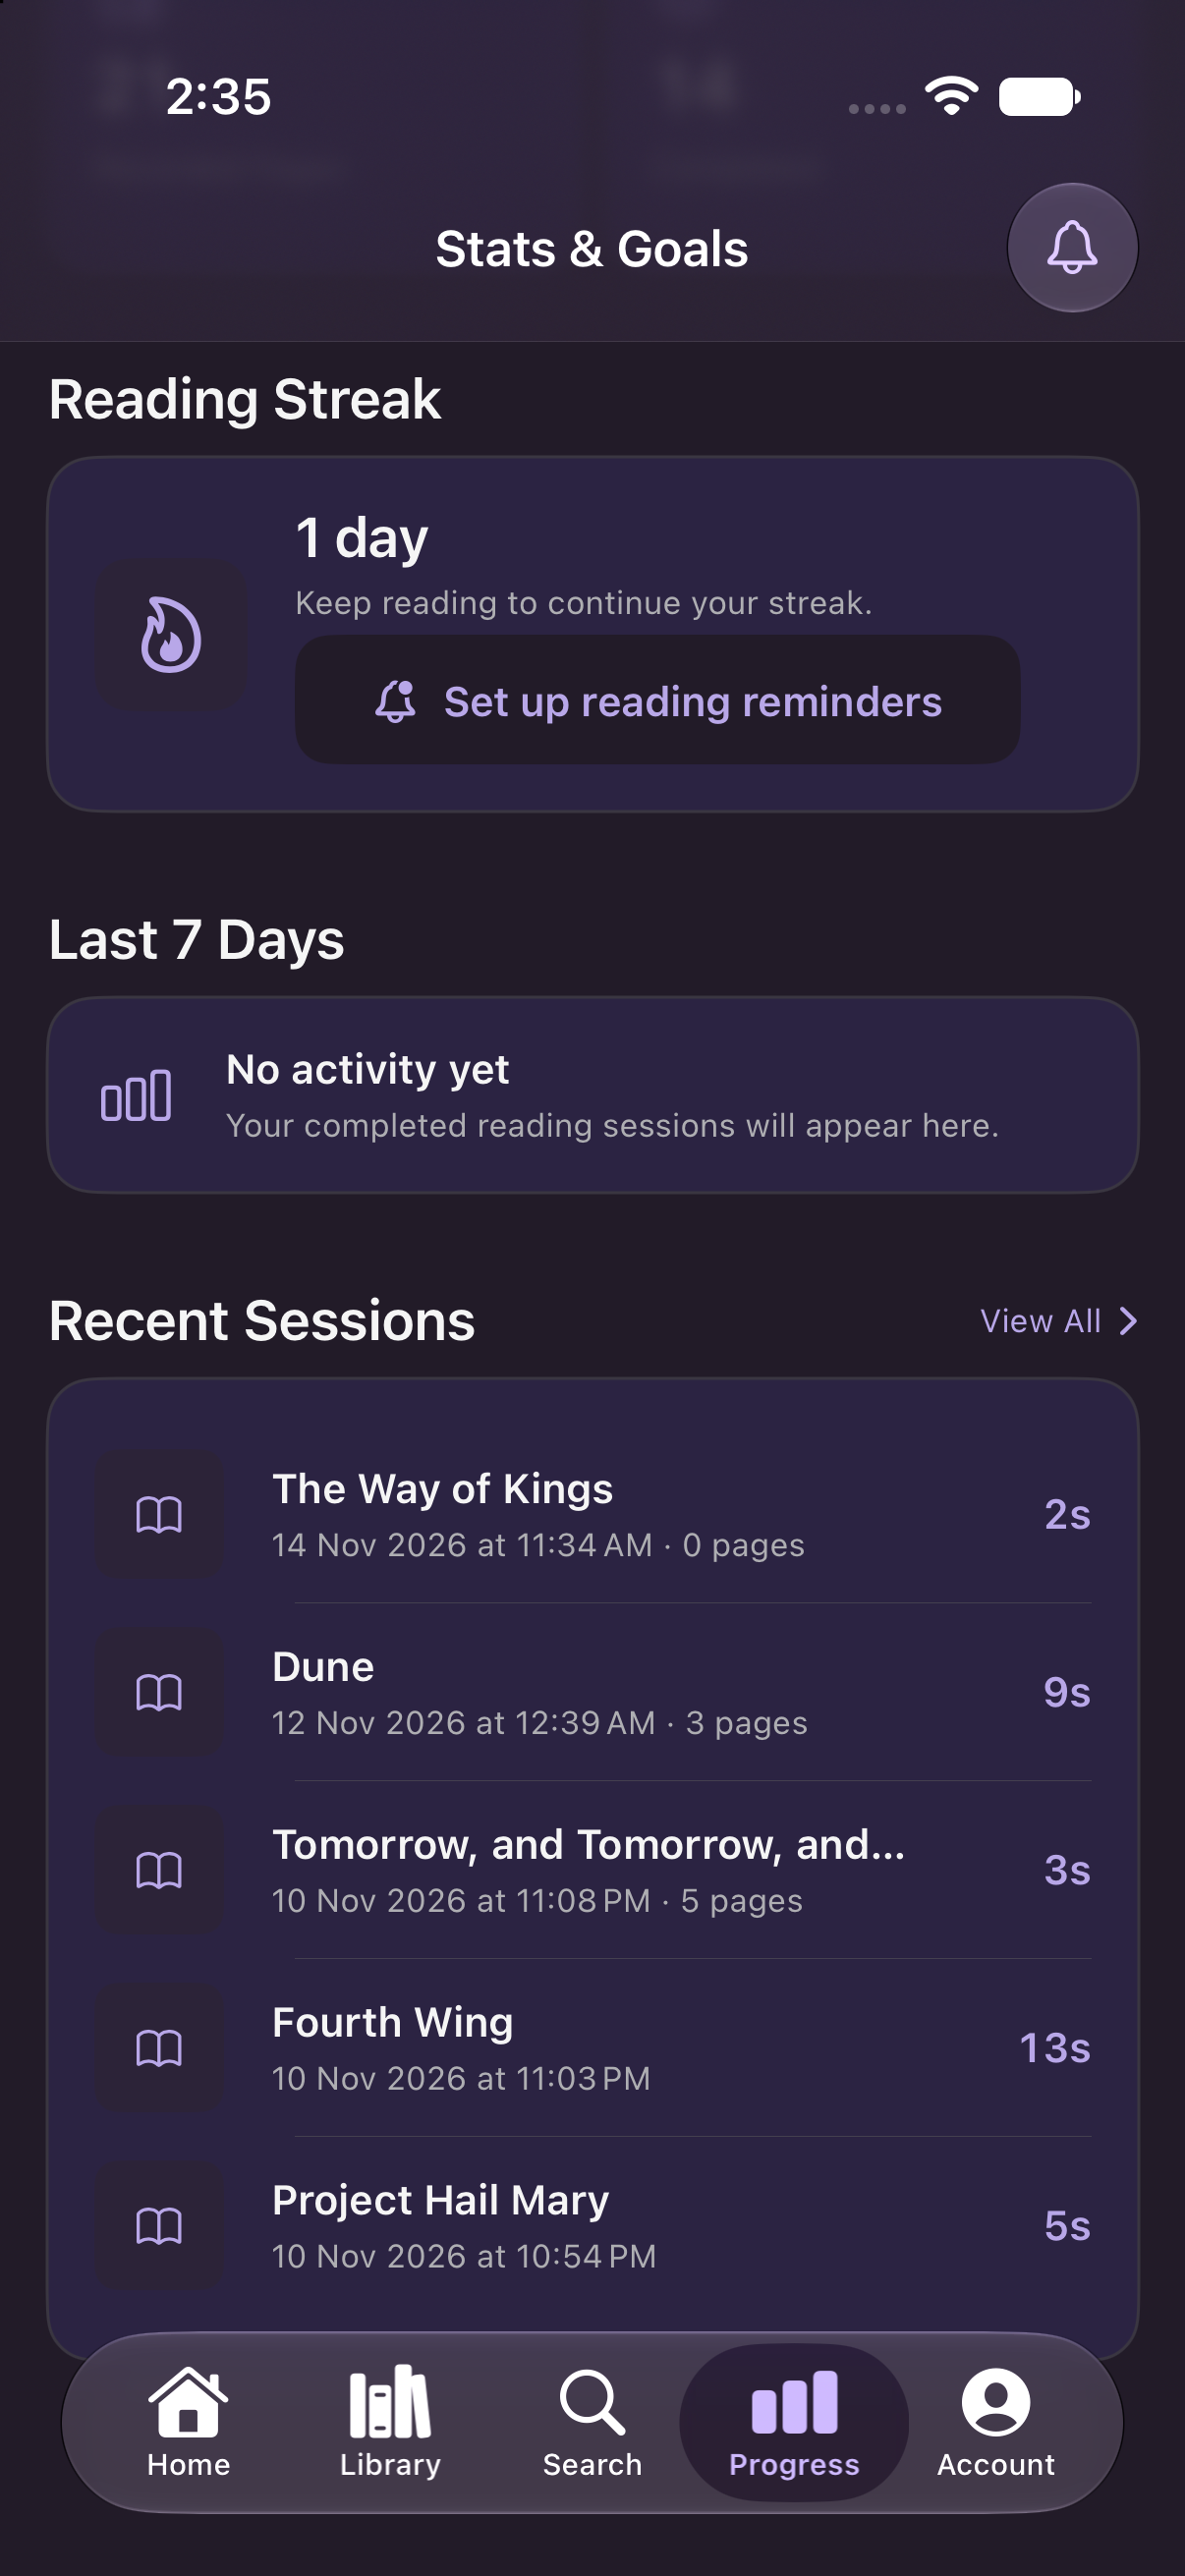 2:35
Stats & Goals
Reading Streak
1 day
Keep reading to continue your streak.
Set up reading reminders
Last 7 Days
No activity yet
Your completed reading sessions will appear here.
Recent Sessions
View All
The Way of Kings
14 Nov 2026 at 11:34 AM · 0 pages
2s
Dune
12 Nov 2026 at 12:39 AM · 3 pages
9s
Tomorrow, and Tomorrow, and...
10 Nov 2026 at 11:08 PM · 5 pages
3s
Fourth Wing
10 Nov 2026 at 11:03 PM
13s
Project Hail Mary
10 Nov 2026 at 10:54 PM
5s
Home
Library
Search
Progress
Account